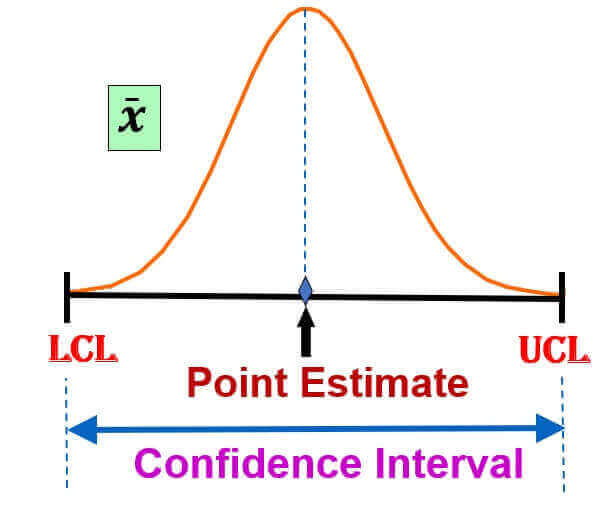 x̄
LCL
UCL
Point Estimate
Confidence Interval